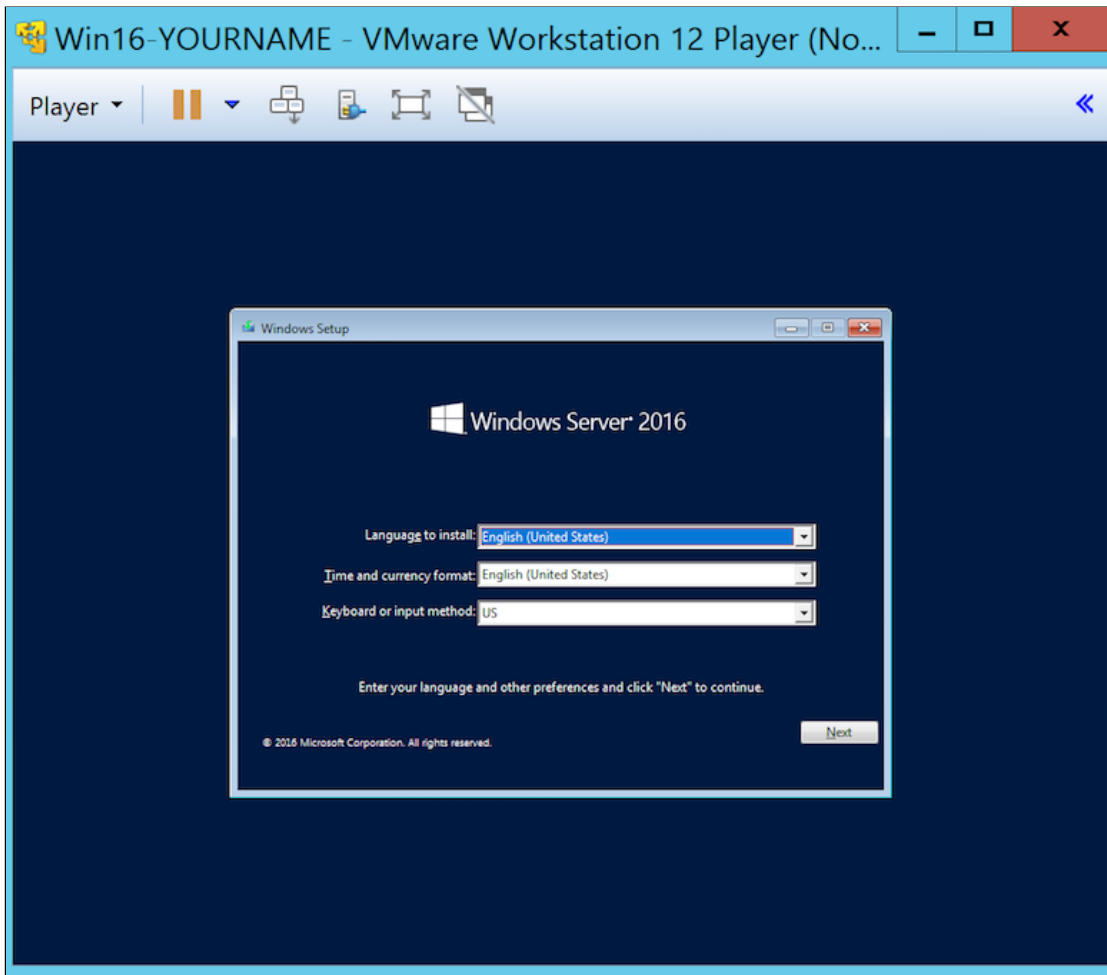 Win16-YOURNAME - VMware Workstation 12 Player (No...
Player
Windows Setup
Windows Server 2016
Language to install: English (United States)
Time and currency format: English (United States)
Keyboard or input method: US
Enter your language and other preferences and click "Next" to continue.
© 2016 Microsoft Corporation. All rights reserved.
Next